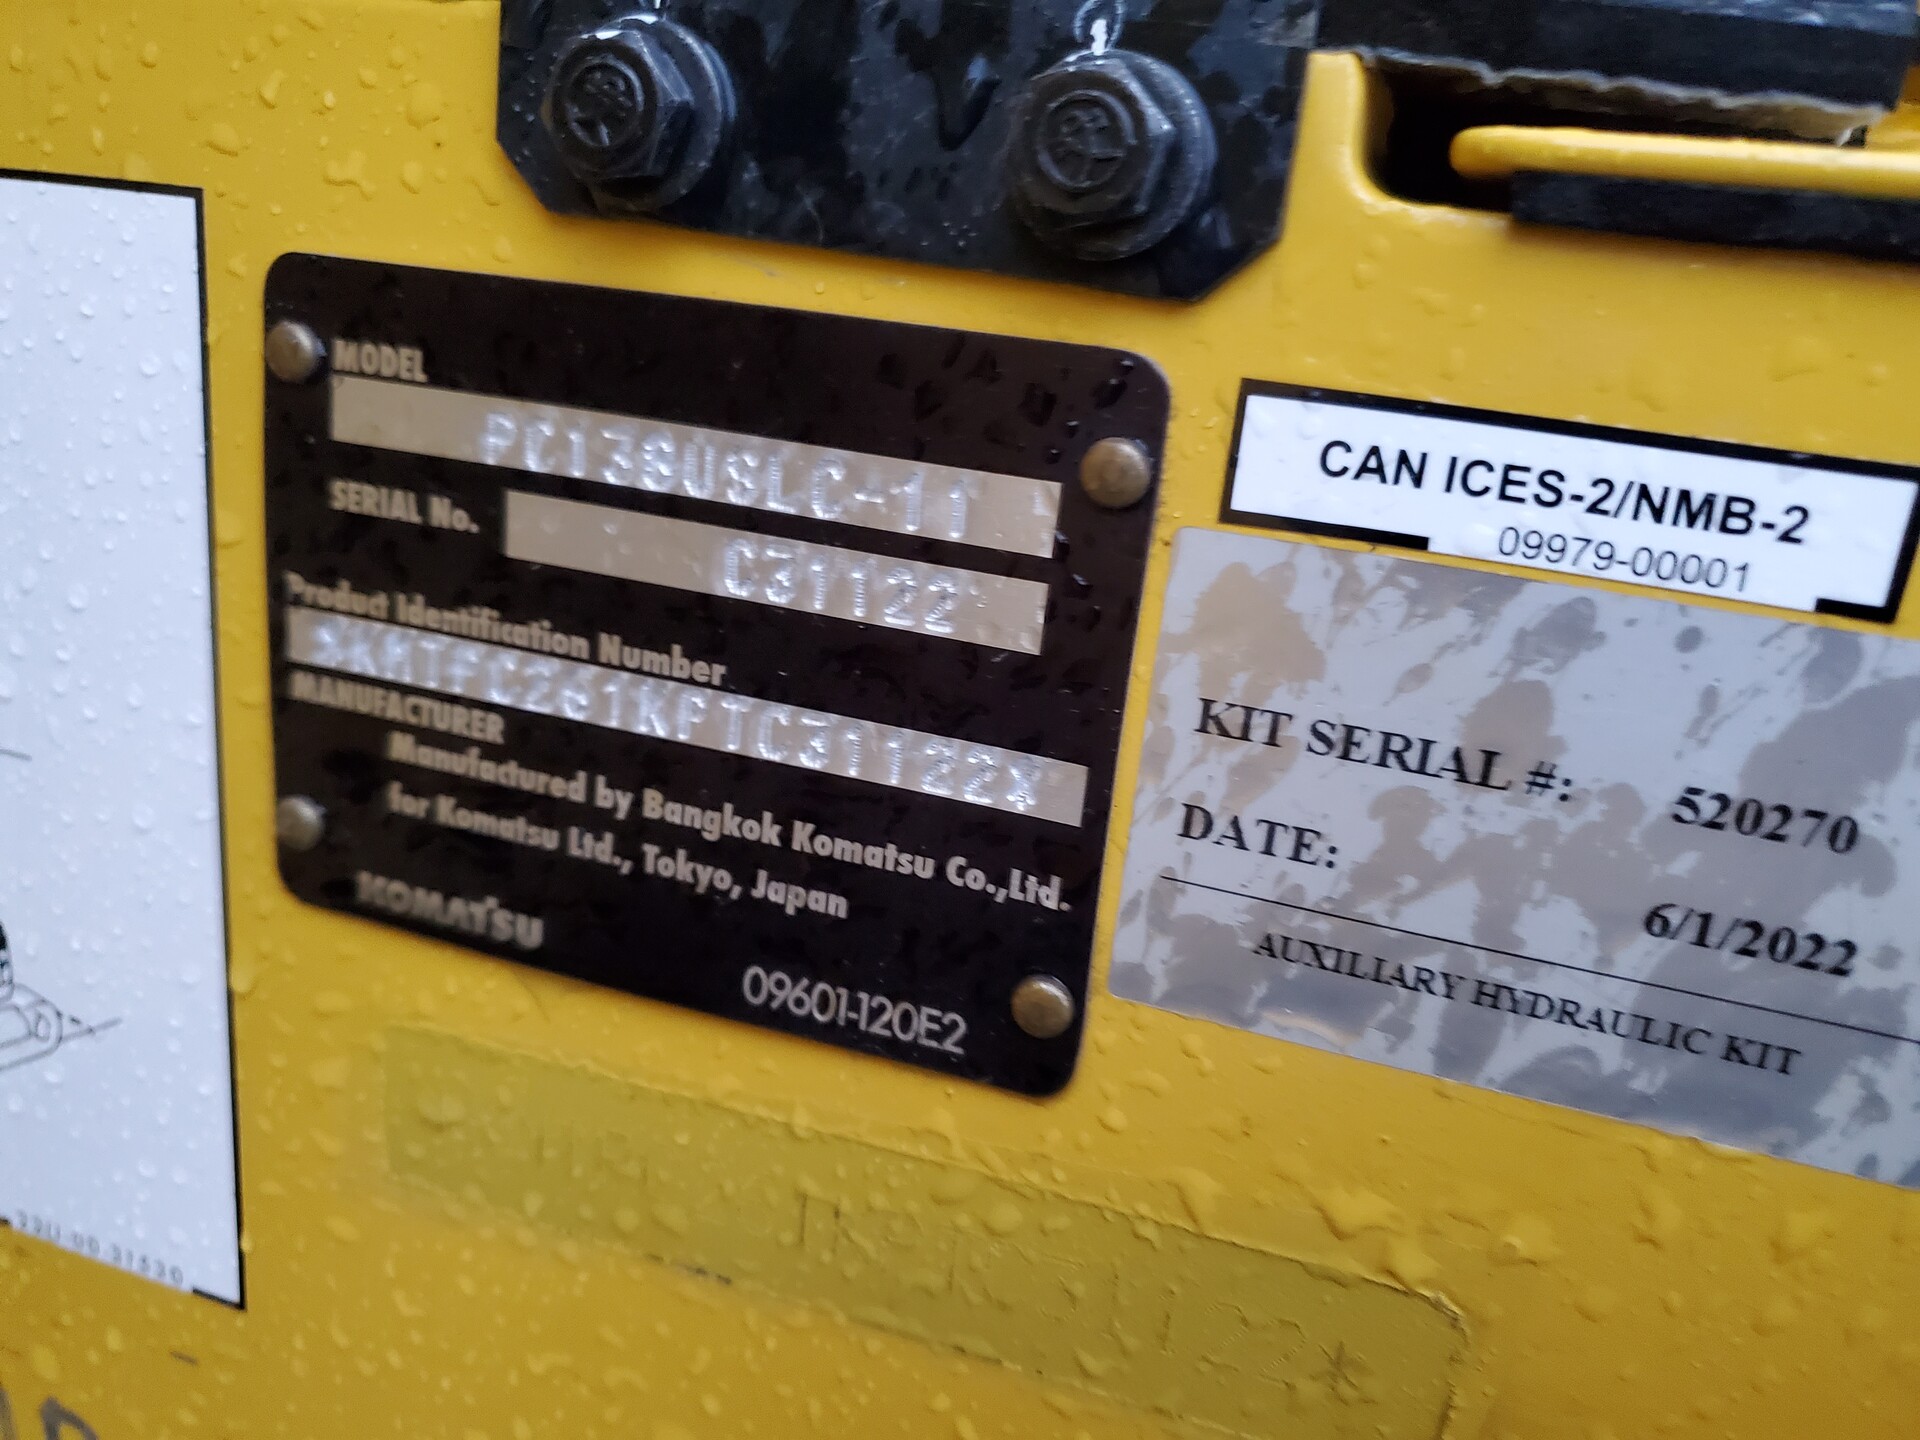 MODEL
PC138USLC-11
SERIAL No.
C31122
Product Identification Number
*KMTPC261KPTC31122*
MANUFACTURER
Manufactured by Bangkok Komatsu Co.,Ltd.
for Komatsu Ltd., Tokyo, Japan
KOMATSU
09601-120E2
CAN ICES-2/NMB-2
09979-00001
KIT SERIAL #: 520270
DATE: 6/1/2022
AUXILIARY HYDRAULIC KIT